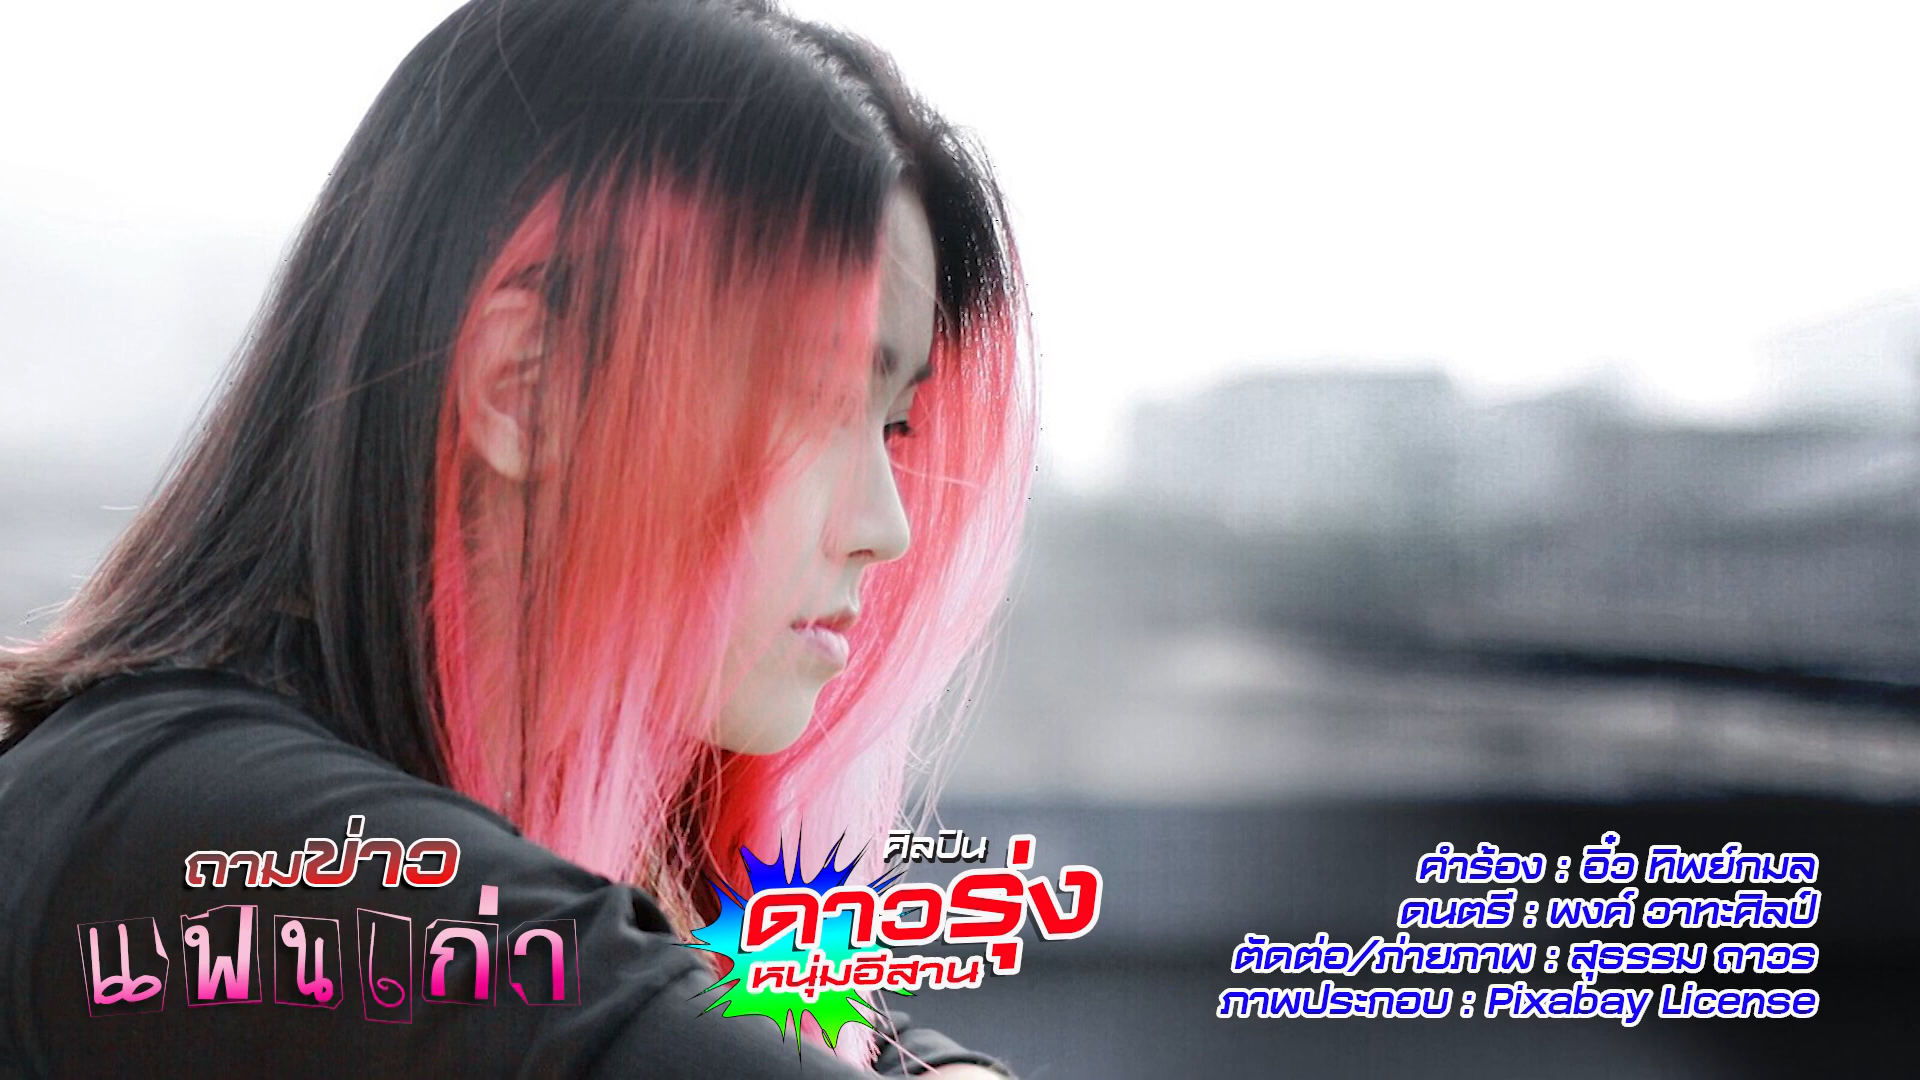 ถามข่าว
แฟนเก่า
ศิลปิน
ดาวรุ่ง
หนุ่มอีสาน
คำร้อง : อิ๋ว ทิพย์กมล
ดนตรี : พงค์ วาทะศิลป์
ตัดต่อ/ภ่ายภาพ : สุธรรม ถาวร
ภาพประกอบ : Pixabay License